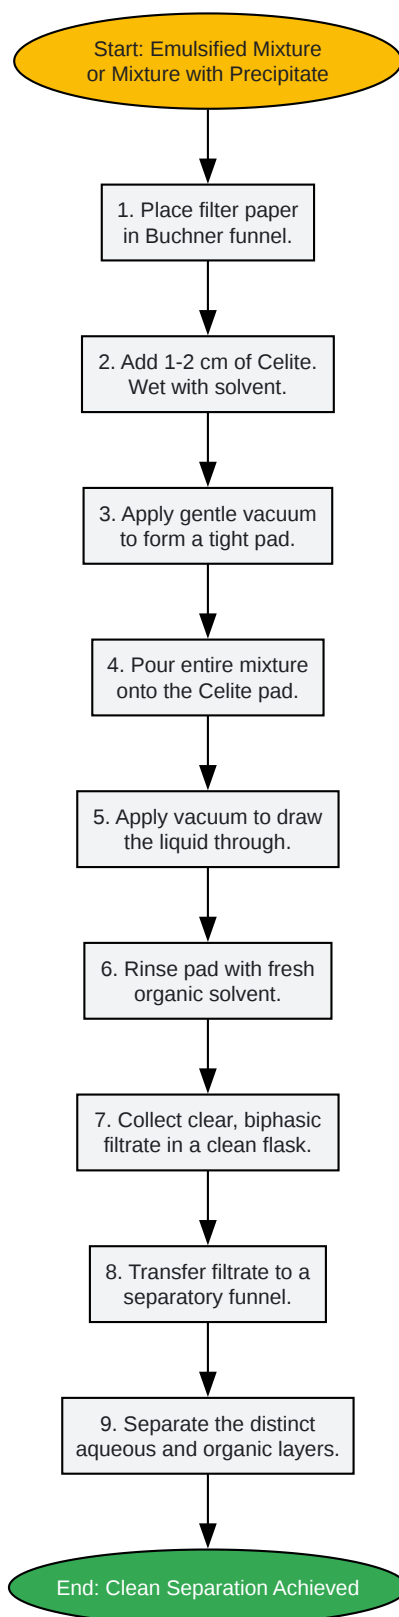 Start: Emulsified Mixture
or Mixture with Precipitate
1. Place filter paper
in Buchner funnel.
2. Add 1-2 cm of Celite.
Wet with solvent.
3. Apply gentle vacuum
to form a tight pad.
4. Pour entire mixture
onto the Celite pad.
5. Apply vacuum to draw
the liquid through.
6. Rinse pad with fresh
organic solvent.
7. Collect clear, biphasic
filtrate in a clean flask.
8. Transfer filtrate to a
separatory funnel.
9. Separate the distinct
aqueous and organic layers.
End: Clean Separation Achieved